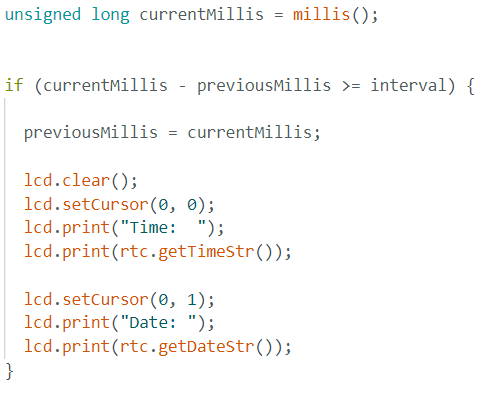 unsigned long currentMillis = millis();
if (currentMillis - previousMillis >= interval) {
previousMillis = currentMillis;
lcd.clear();
lcd.setCursor(0, 0);
lcd.print("Time:  ");
lcd.print(rtc.getTimeStr());
lcd.setCursor(0, 1);
lcd.print("Date: ");
lcd.print(rtc.getDateStr());
}